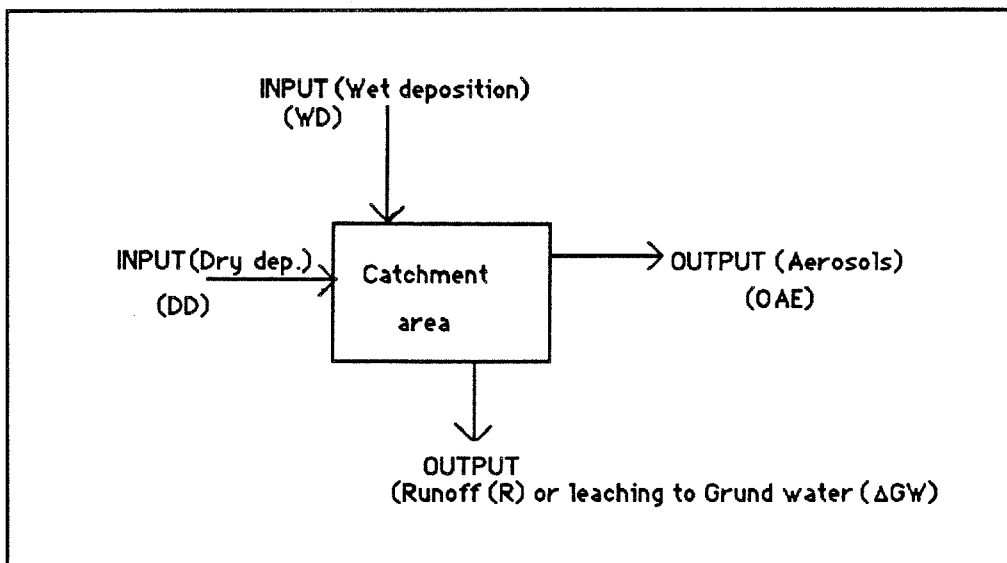 INPUT (Wet deposition)
(WD)
INPUT (Dry dep.)
(DD)
Catchment
area
OUTPUT (Aerosols)
(OAE)
OUTPUT
(Runoff (R) or leaching to Grund water (ΔGW)